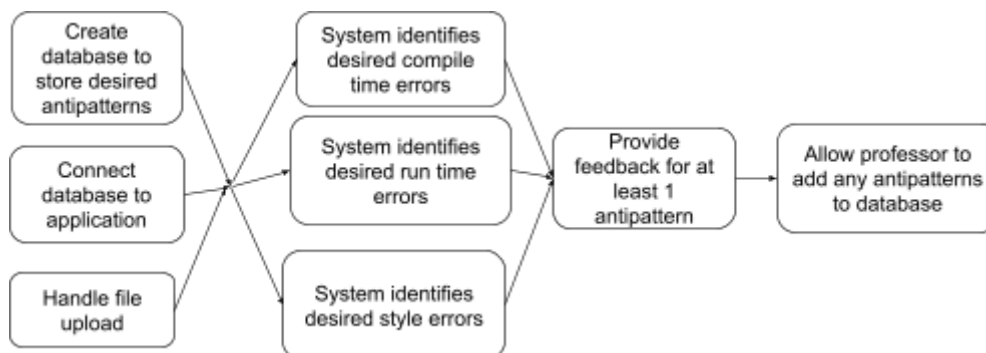 Create
database to
store desired
antipatterns
Connect
database to
application
Handle file
upload
System identifies
desired compile
time errors
System identifies
desired run time
errors
System identifies
desired style errors
Provide
feedback for at
least 1
antipattern
Allow professor to
add any antipatterns
to database